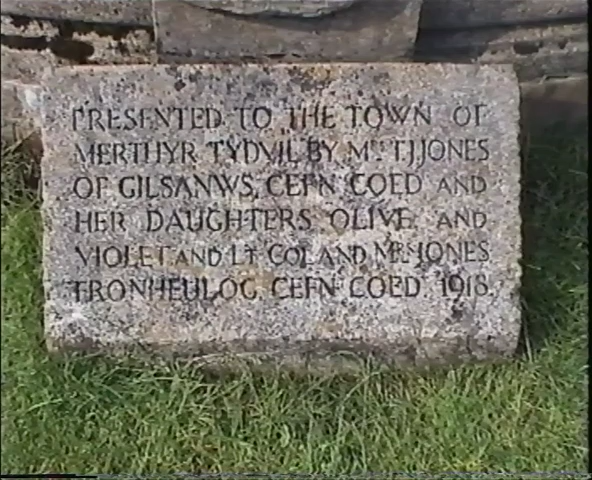 PRESENTED TO THE TOWN OF
MERTHYR TYDVIL BY MRS T.J.JONES
OF GILSANWS, CEFN COED AND
HER DAUGHTERS OLIVE AND
VIOLET AND LT COL AND MRS JONES
BRONHEULOG CEFN COED. 1918.